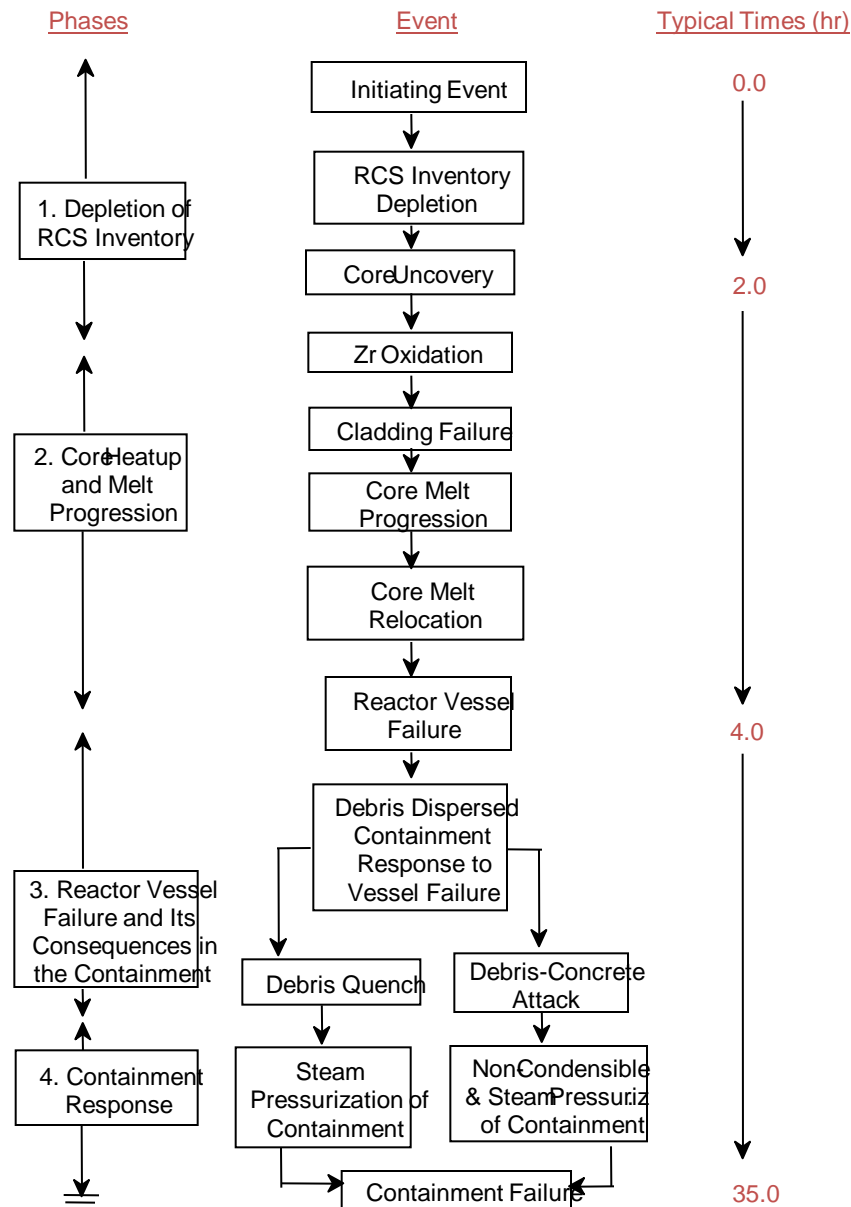 Phases
Event
Typical Times (hr)
Initiating Event
0.0
RCS Inventory
Depletion
1. Depletion of
RCS Inventory
Core Uncovery
2.0
Zr Oxidation
Cladding Failure
2. Core Heatup
and Melt
Progression
Core Melt
Progression
Core Melt
Relocation
Reactor Vessel
Failure
4.0
Debris Dispersed
Containment
Response to
Vessel Failure
3. Reactor Vessel
Failure and Its
Consequences in
the Containment
Debris Quench
Debris-Concrete
Attack
4. Containment
Response
Steam
Pressurization of
Containment
Non-Condensible
& Steam Pressuriz.
of Containment
Containment Failure
35.0